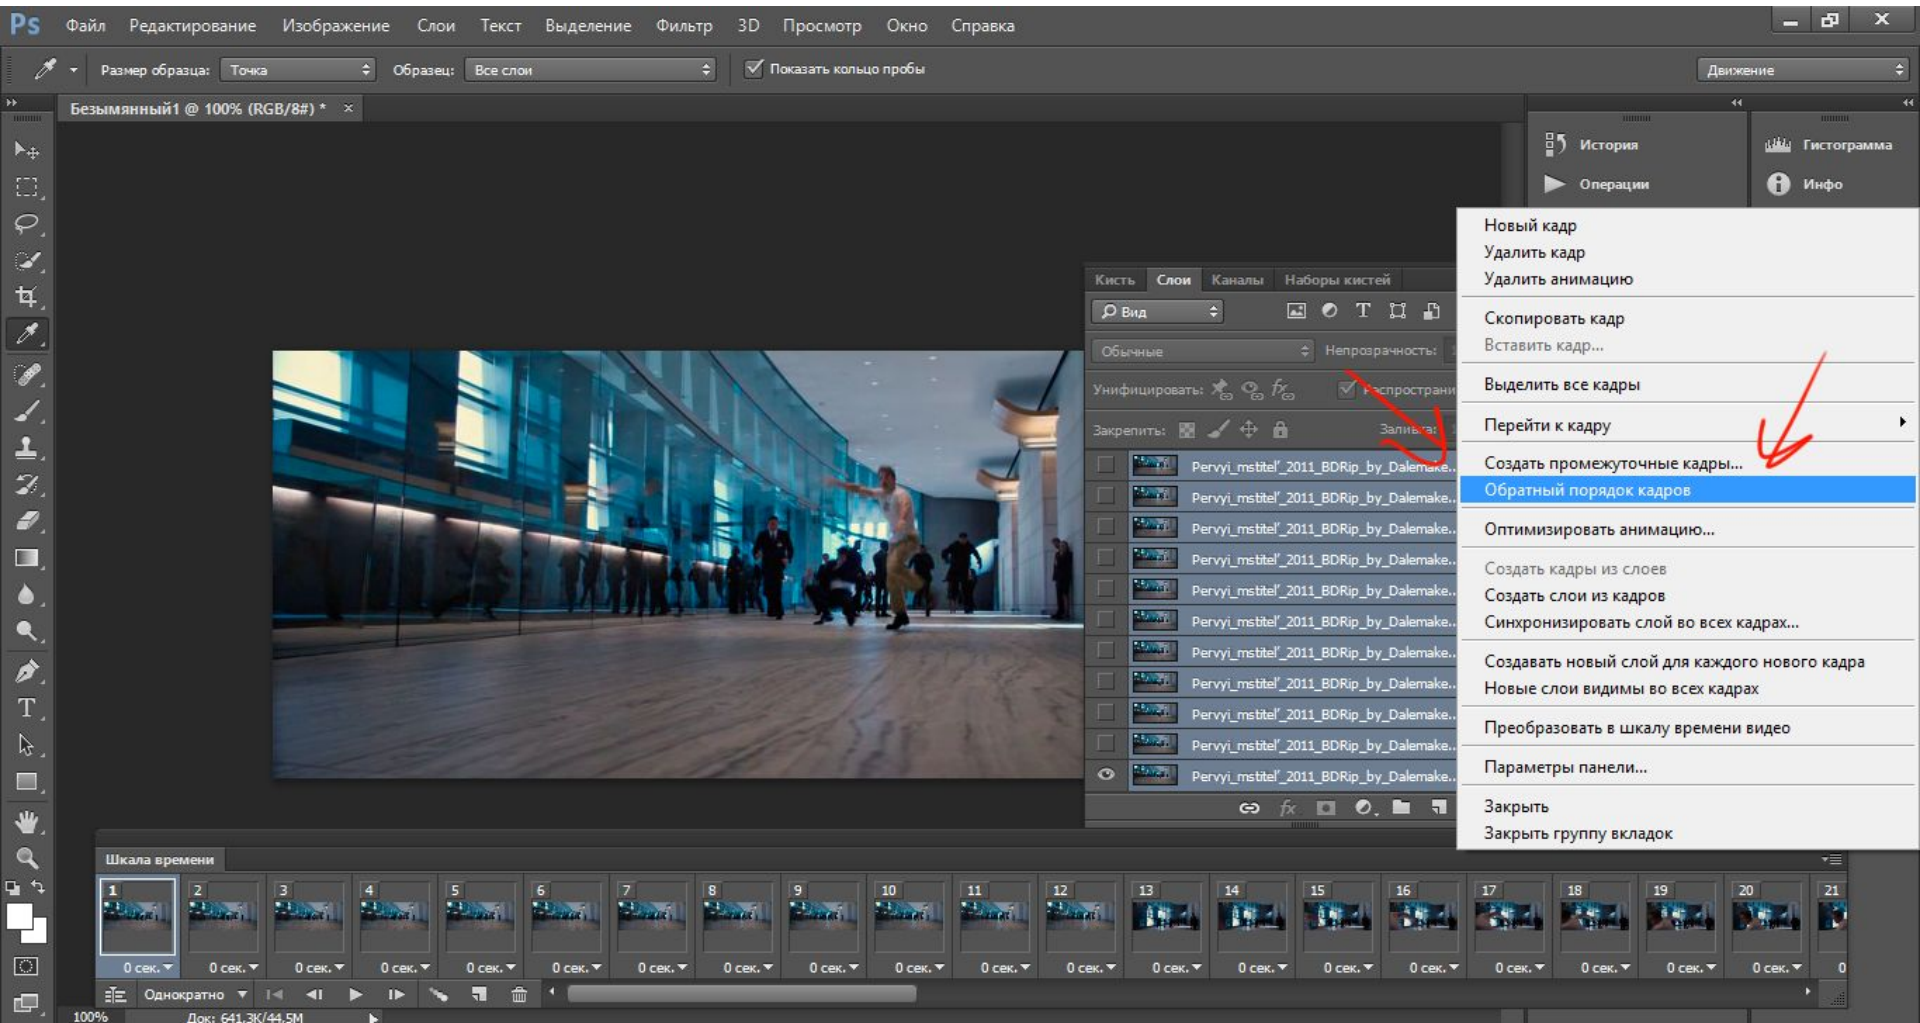 Ps Файл Редактирование Изображение Слои Текст Выделение Фильтр 3D Просмотр Окно Справка
Размер образца: Точка Образец: Все слои Показать кольцо пробы Движение
Безымянный1 @ 100% (RGB/8#) * ×
История
Гистограмма
Операции
Инфо
Новый кадр
Удалить кадр
Удалить анимацию
Скопировать кадр
Вставить кадр...
Выделить все кадры
Перейти к кадру
Создать промежуточные кадры...
Обратный порядок кадров
Оптимизировать анимацию...
Создать кадры из слоев
Создать слои из кадров
Синхронизировать слой во всех кадрах...
Создавать новый слой для каждого нового кадра
Новые слои видимы во всех кадрах
Преобразовать в шкалу времени видео
Параметры панели...
Закрыть
Закрыть группу вкладок
Кисть Слои Каналы Наборы кистей
Вид
Обычные Непрозрачность:
Унифицировать:
Закрепить: Заливка:
Pervyi_mstitel'_2011_BDRip_by_Dalemake...
Pervyi_mstitel'_2011_BDRip_by_Dalemake...
Pervyi_mstitel'_2011_BDRip_by_Dalemake...
Pervyi_mstitel'_2011_BDRip_by_Dalemake...
Pervyi_mstitel'_2011_BDRip_by_Dalemake...
Pervyi_mstitel'_2011_BDRip_by_Dalemake...
Pervyi_mstitel'_2011_BDRip_by_Dalemake...
Pervyi_mstitel'_2011_BDRip_by_Dalemake...
Pervyi_mstitel'_2011_BDRip_by_Dalemake...
Pervyi_mstitel'_2011_BDRip_by_Dalemake...
Pervyi_mstitel'_2011_BDRip_by_Dalemake...
Шкала времени
1 2 3 4 5 6 7 8 9 10 11 12 13 14 15 16 17 18 19 20 21
0 сек. 0 сек. 0 сек. 0 сек. 0 сек. 0 сек. 0 сек. 0 сек. 0 сек. 0 сек. 0 сек. 0 сек. 0 сек. 0 сек. 0 сек. 0 сек. 0 сек. 0 сек. 0 сек. 0 сек. 0
Однократно
100% Док: 641,3K/44,5M